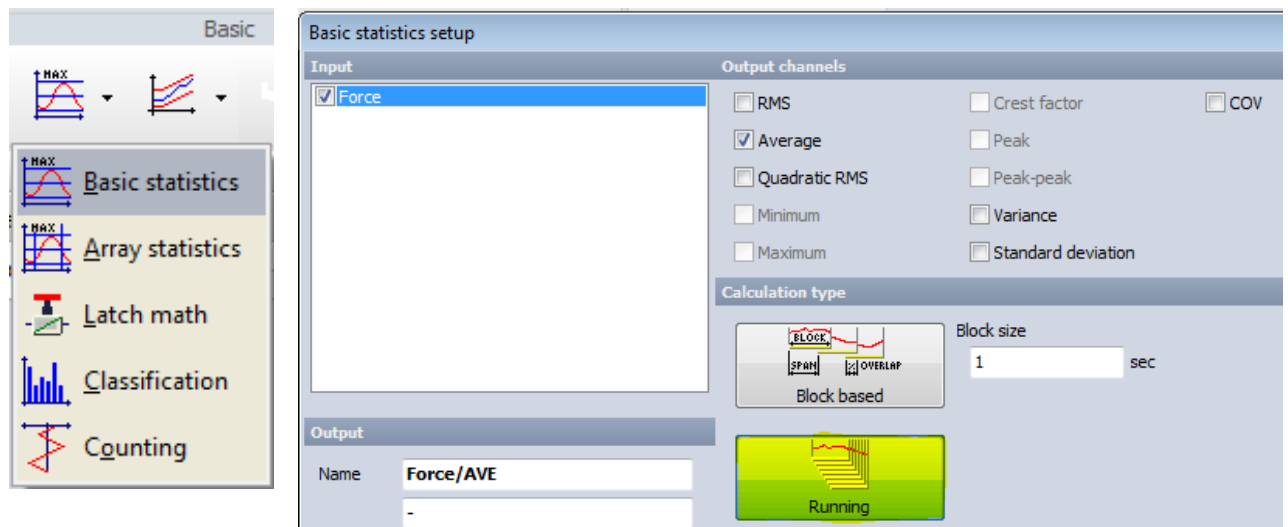 Basic
MAX
MAX
Basic statistics
MAX
Array statistics
Latch math
Classification
Counting
Basic statistics setup
Input
Force
Output
Name
Force/AVE
-
Output channels
RMS
Crest factor
COV
Average
Peak
Quadratic RMS
Peak-peak
Minimum
Variance
Maximum
Standard deviation
Calculation type
BLOCK
SPAN
% OVERLAP
Block based
Block size
1 sec
Running